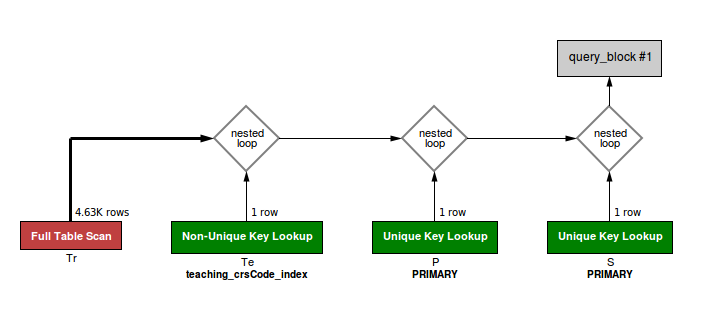 query_block #1
nested
loop
nested
loop
nested
loop
4.63K rows
1 row
1 row
1 row
Full Table Scan
Non-Unique Key Lookup
Unique Key Lookup
Unique Key Lookup
Tr
Te
P
S
teaching_crsCode_index
PRIMARY
PRIMARY